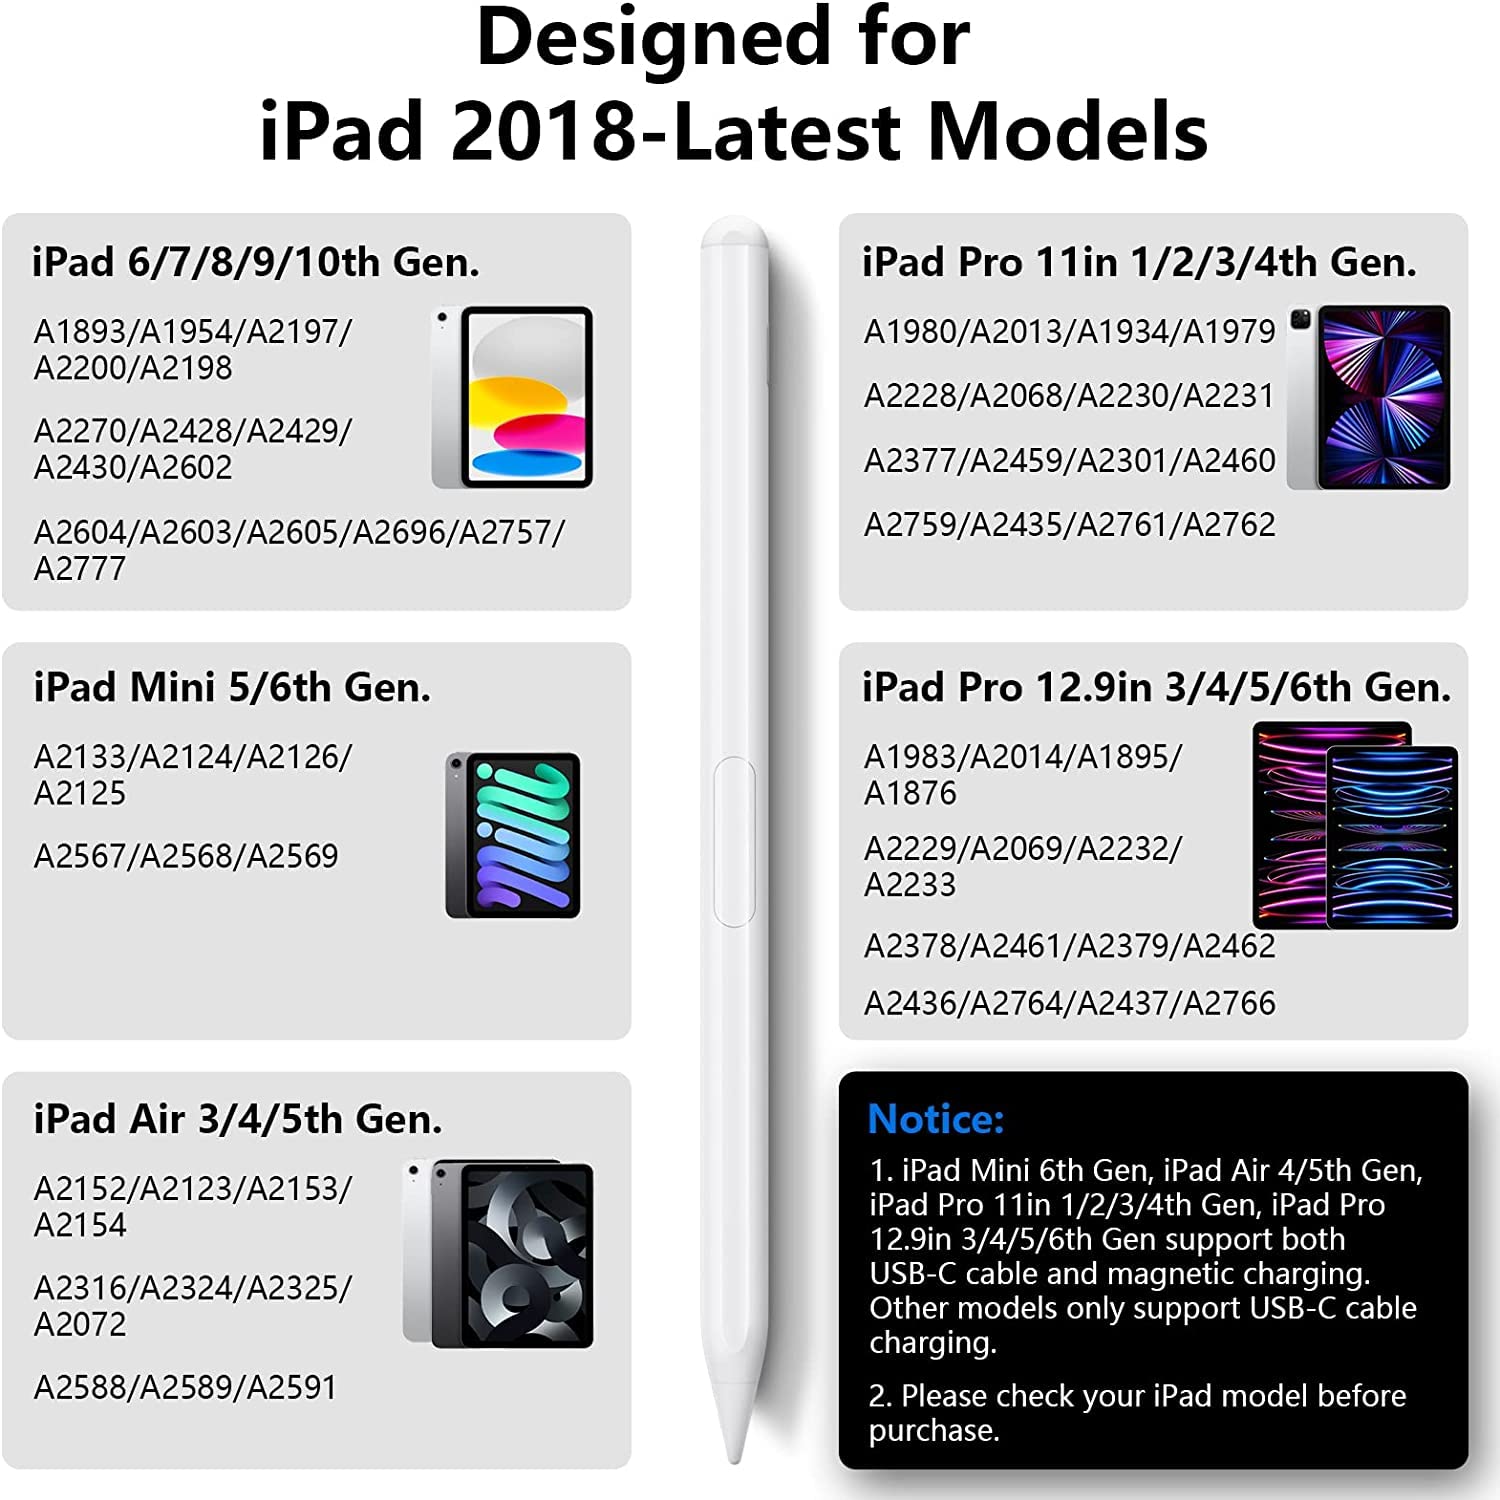 Designed for
iPad 2018-Latest Models
iPad 6/7/8/9/10th Gen.
A1893/A1954/A2197/
A2200/A2198
A2270/A2428/A2429/
A2430/A2602
A2604/A2603/A2605/A2696/A2757/
A2777
iPad Mini 5/6th Gen.
A2133/A2124/A2126/
A2125
A2567/A2568/A2569
iPad Air 3/4/5th Gen.
A2152/A2123/A2153/
A2154
A2316/A2324/A2325/
A2072
A2588/A2589/A2591
iPad Pro 11in 1/2/3/4th Gen.
A1980/A2013/A1934/A1979
A2228/A2068/A2230/A2231
A2377/A2459/A2301/A2460
A2759/A2435/A2761/A2762
iPad Pro 12.9in 3/4/5/6th Gen.
A1983/A2014/A1895/
A1876
A2229/A2069/A2232/
A2233
A2378/A2461/A2379/A2462
A2436/A2764/A2437/A2766
Notice:
1. iPad Mini 6th Gen, iPad Air 4/5th Gen,
iPad Pro 11in 1/2/3/4th Gen, iPad Pro
12.9in 3/4/5/6th Gen support both
USB-C cable and magnetic charging.
Other models only support USB-C cable
charging.
2. Please check your iPad model before
purchase.